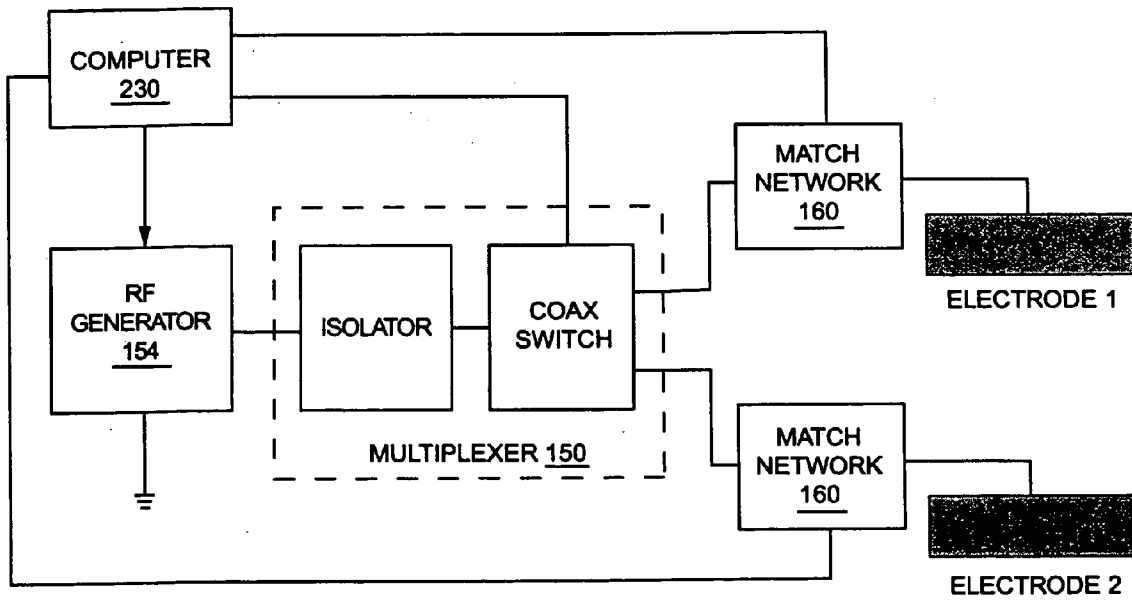 COMPUTER
230
MATCH
NETWORK
160
ELECTRODE 1
RF
GENERATOR
154
ISOLATOR
COAX
SWITCH
MULTIPLEXER 150
MATCH
NETWORK
160
ELECTRODE 2